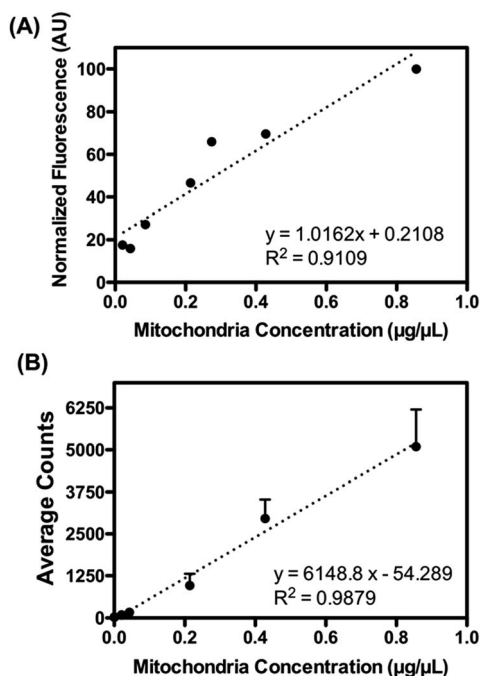 (A)
Normalized Fluorescence (AU)
100
80
60
40
20
0
y = 1.0162x + 0.2108
R² = 0.9109
0.0 0.2 0.4 0.6 0.8 1.0
Mitochondria Concentration (µg/µL)
(B)
Average Counts
6250
5000
3750
2500
1250
0
y = 6148.8 x - 54.289
R² = 0.9879
0.0 0.2 0.4 0.6 0.8 1.0
Mitochondria Concentration (µg/µL)